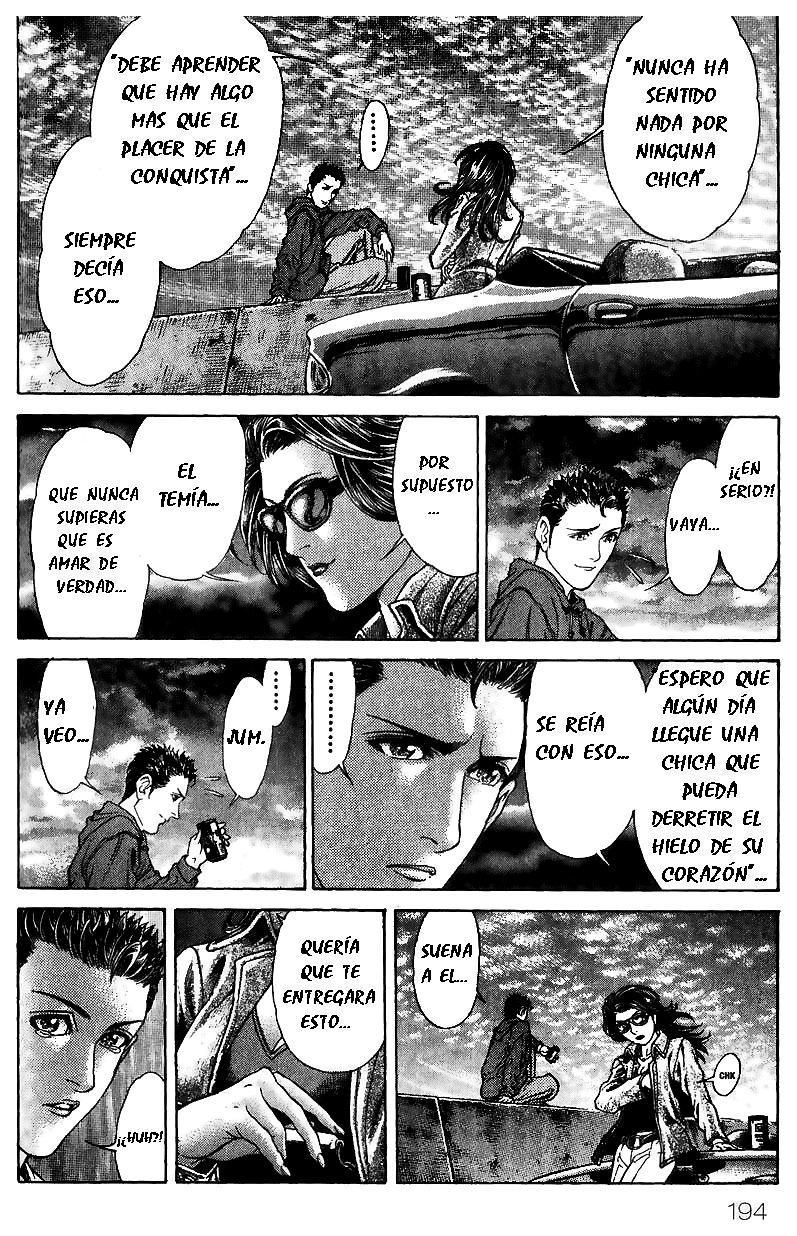 "NUNCA HA
SENTIDO
NADA POR
NINGUNA
CHICA"...
"DEBE APRENDER
QUE HAY ALGO
MAS QUE EL
PLACER DE LA
CONQUISTA"...
SIEMPRE
DECÍA
ESO...
.....
¡¿EN
SERIO?!
VAYA...
POR
SUPUESTO
...
EL
TEMÍA...
QUE NUNCA
SUPIERAS
QUE ES
AMAR DE
VERDAD...
ESPERO QUE
ALGÚN DÍA
LLEGUE UNA
CHICA QUE
PUEDA
DERRETIR EL
HIELO DE SU
CORAZÓN"...
SE REÍA
CON ESO...
........
......
JUM.
YA
VEO...
CHK
SUENA
A EL...
QUERÍA
QUE TE
ENTREGARA
ESTO...
¡¿HUH?!
194